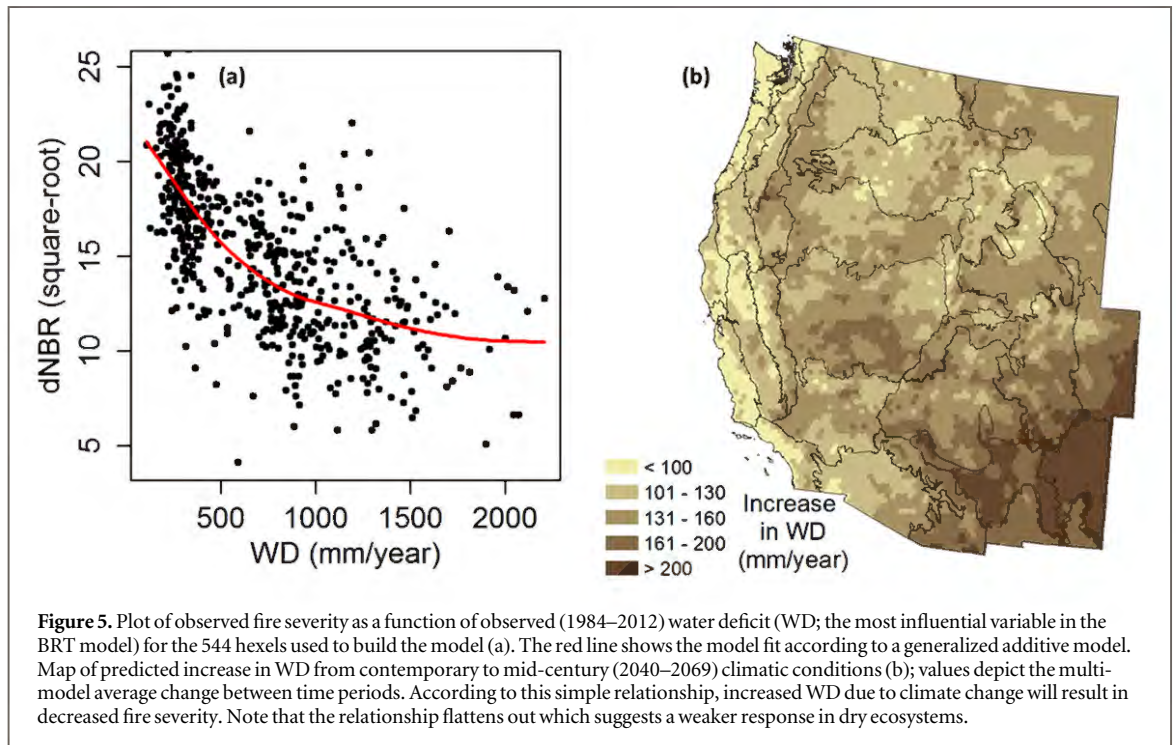 (a)
25
20
15
10
5
dNBR (square-root)
500
1000
1500
2000
WD (mm/year)
(b)
< 100
101 - 130
131 - 160
161 - 200
> 200
Increase
in WD
(mm/year)
Figure 5. Plot of observed fire severity as a function of observed (1984–2012) water deficit (WD; the most influential variable in the
BRT model) for the 544 hexels used to build the model (a). The red line shows the model fit according to a generalized additive model.
Map of predicted increase in WD from contemporary to mid-century (2040–2069) climatic conditions (b); values depict the multi-
model average change between time periods. According to this simple relationship, increased WD due to climate change will result in
decreased fire severity. Note that the relationship flattens out which suggests a weaker response in dry ecosystems.